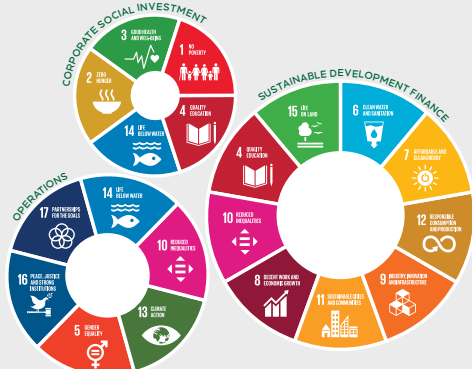 CORPORATE SOCIAL INVESTMENT
3 GOOD HEALTH
AND WELL-BEING
1 NO
POVERTY
2 ZERO
HUNGER
4 QUALITY
EDUCATION
14 LIFE
BELOW WATER
SUSTAINABLE DEVELOPMENT FINANCE
15 LIFE
ON LAND
6 CLEAN WATER
AND SANITATION
4 QUALITY
EDUCATION
7 AFFORDABLE AND
CLEAN ENERGY
10 REDUCED
INEQUALITIES
12 RESPONSIBLE
CONSUMPTION
AND PRODUCTION
8 DECENT WORK AND
ECONOMIC GROWTH
9 INDUSTRY, INNOVATION
AND INFRASTRUCTURE
11 SUSTAINABLE CITIES
AND COMMUNITIES
OPERATIONS
14 LIFE
BELOW WATER
17 PARTNERSHIPS
FOR THE GOALS
10 REDUCED
INEQUALITIES
16 PEACE, JUSTICE
AND STRONG
INSTITUTIONS
13 CLIMATE
ACTION
5 GENDER
EQUALITY